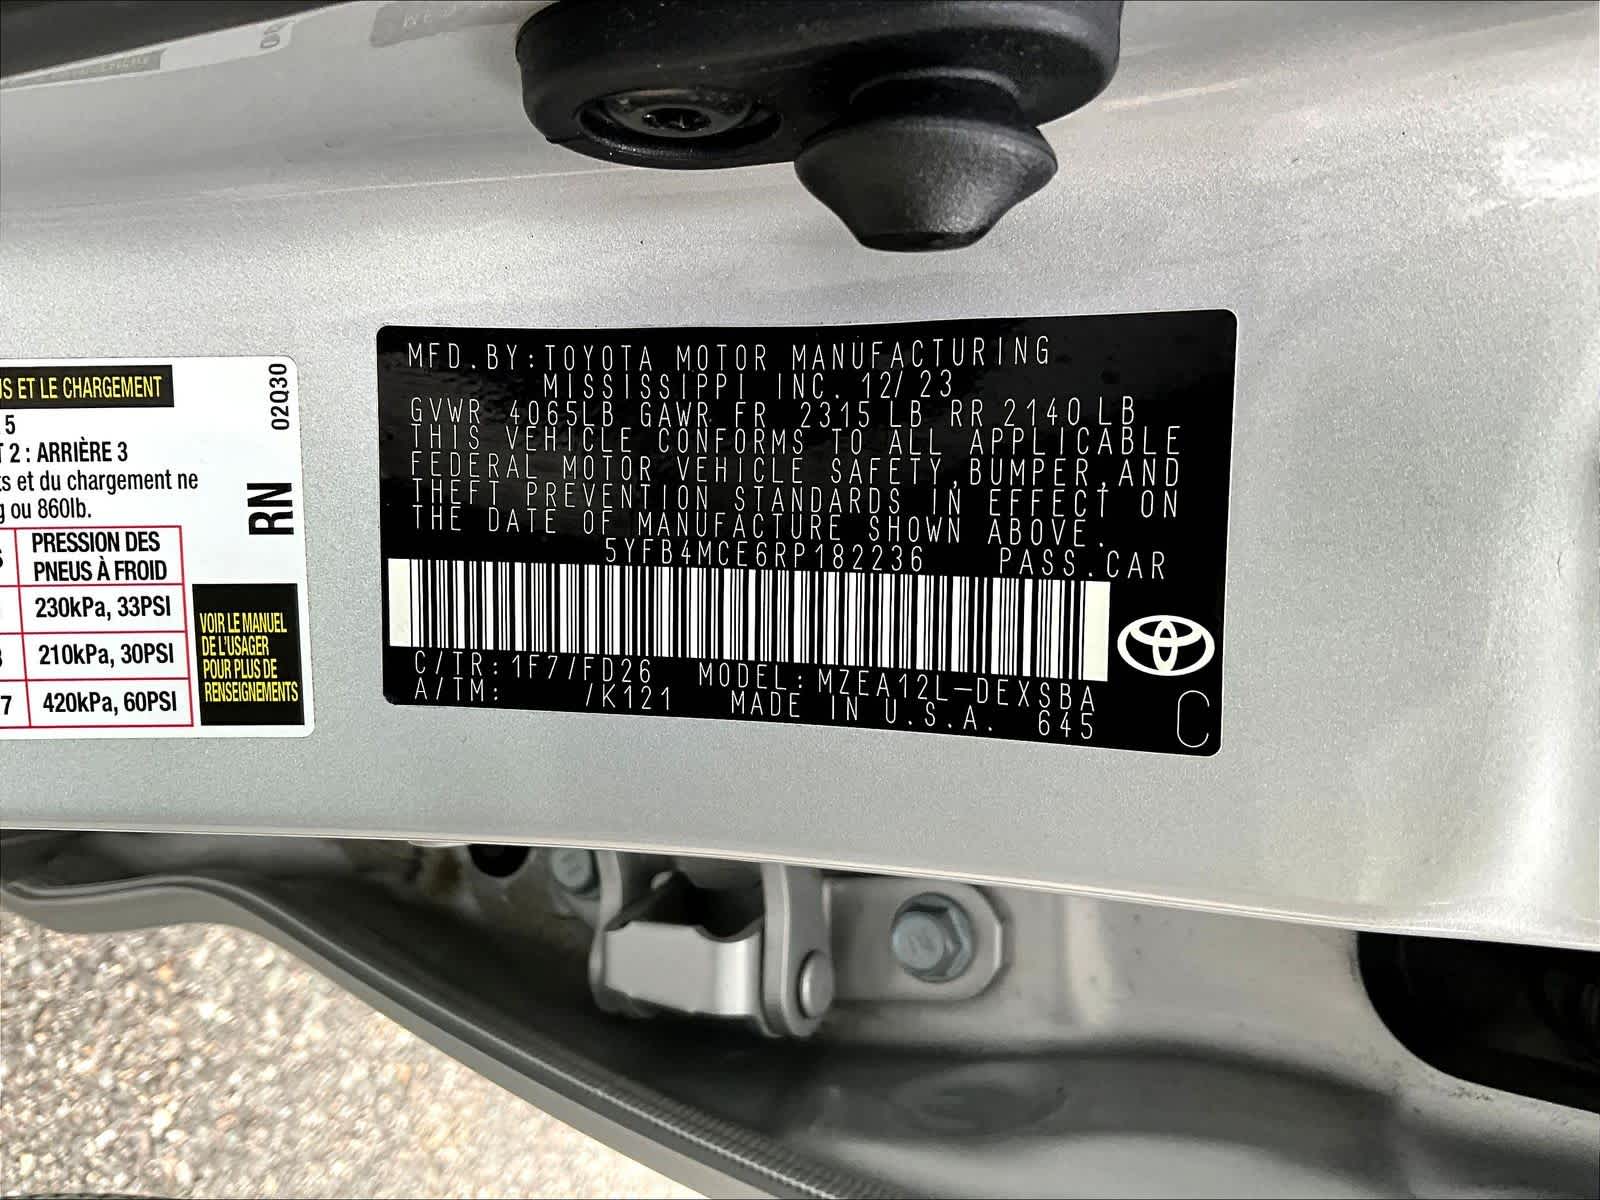 US ET LE CHARGEMENT
5
T 2 : ARRIÈRE 3
ts et du chargement ne
g ou 860lb.
PRESSION DES
PNEUS À FROID
230kPa, 33PSI
210kPa, 30PSI
7 420kPa, 60PSI
02Q30
RN
VOIR LE MANUEL
DE L'USAGER
POUR PLUS DE
RENSEIGNEMENTS
MFD.BY:TOYOTA MOTOR MANUFACTURING
MISSISSIPPI INC. 12/23
GVWR 4065LB GAWR FR 2315LB RR 2140LB
THIS VEHICLE CONFORMS TO ALL APPLICABLE
FEDERAL MOTOR VEHICLE SAFETY,BUMPER,AND
THEFT PREVENTION STANDARDS IN EFFECT ON
THE DATE OF MANUFACTURE SHOWN ABOVE.
5YFB4MCE6RP182236 PASS.CAR
C/TR:1F7/FD26 MODEL:MZEA12L-DEXSBA
A/TM: /K121 MADE IN U.S.A. 645
C